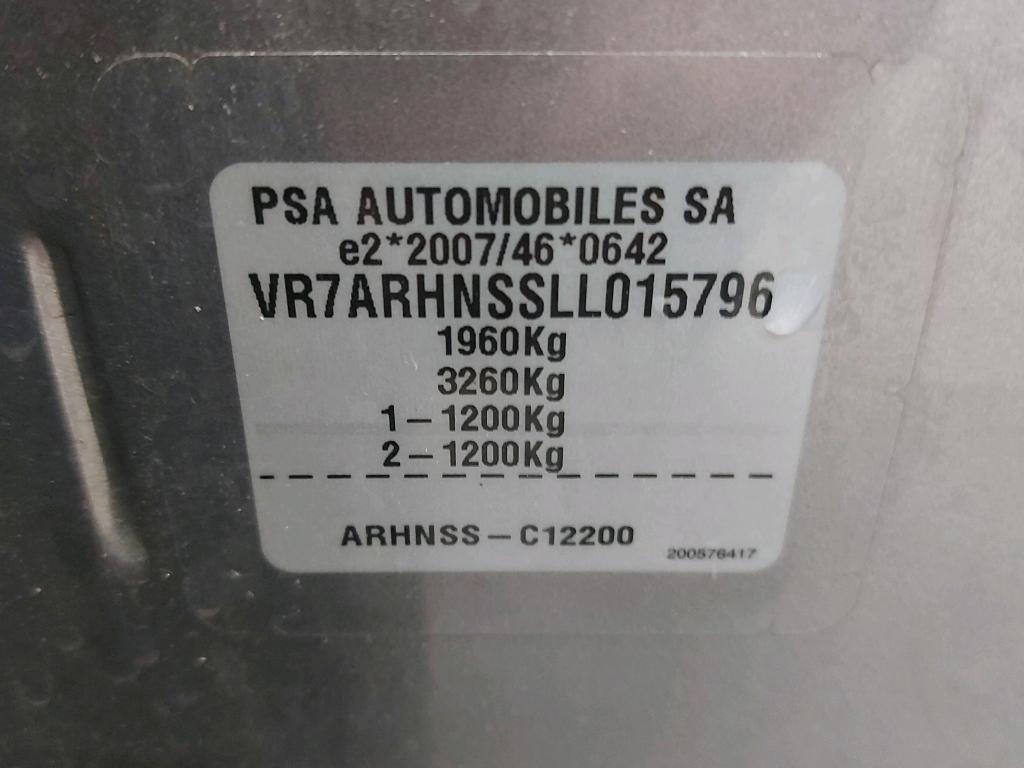 PSA AUTOMOBILES SA
e2*2007/46*0642
VR7ARHNSSLL015796
1960Kg
3260Kg
1–1200Kg
2–1200Kg
ARHNSS–C12200
200576417